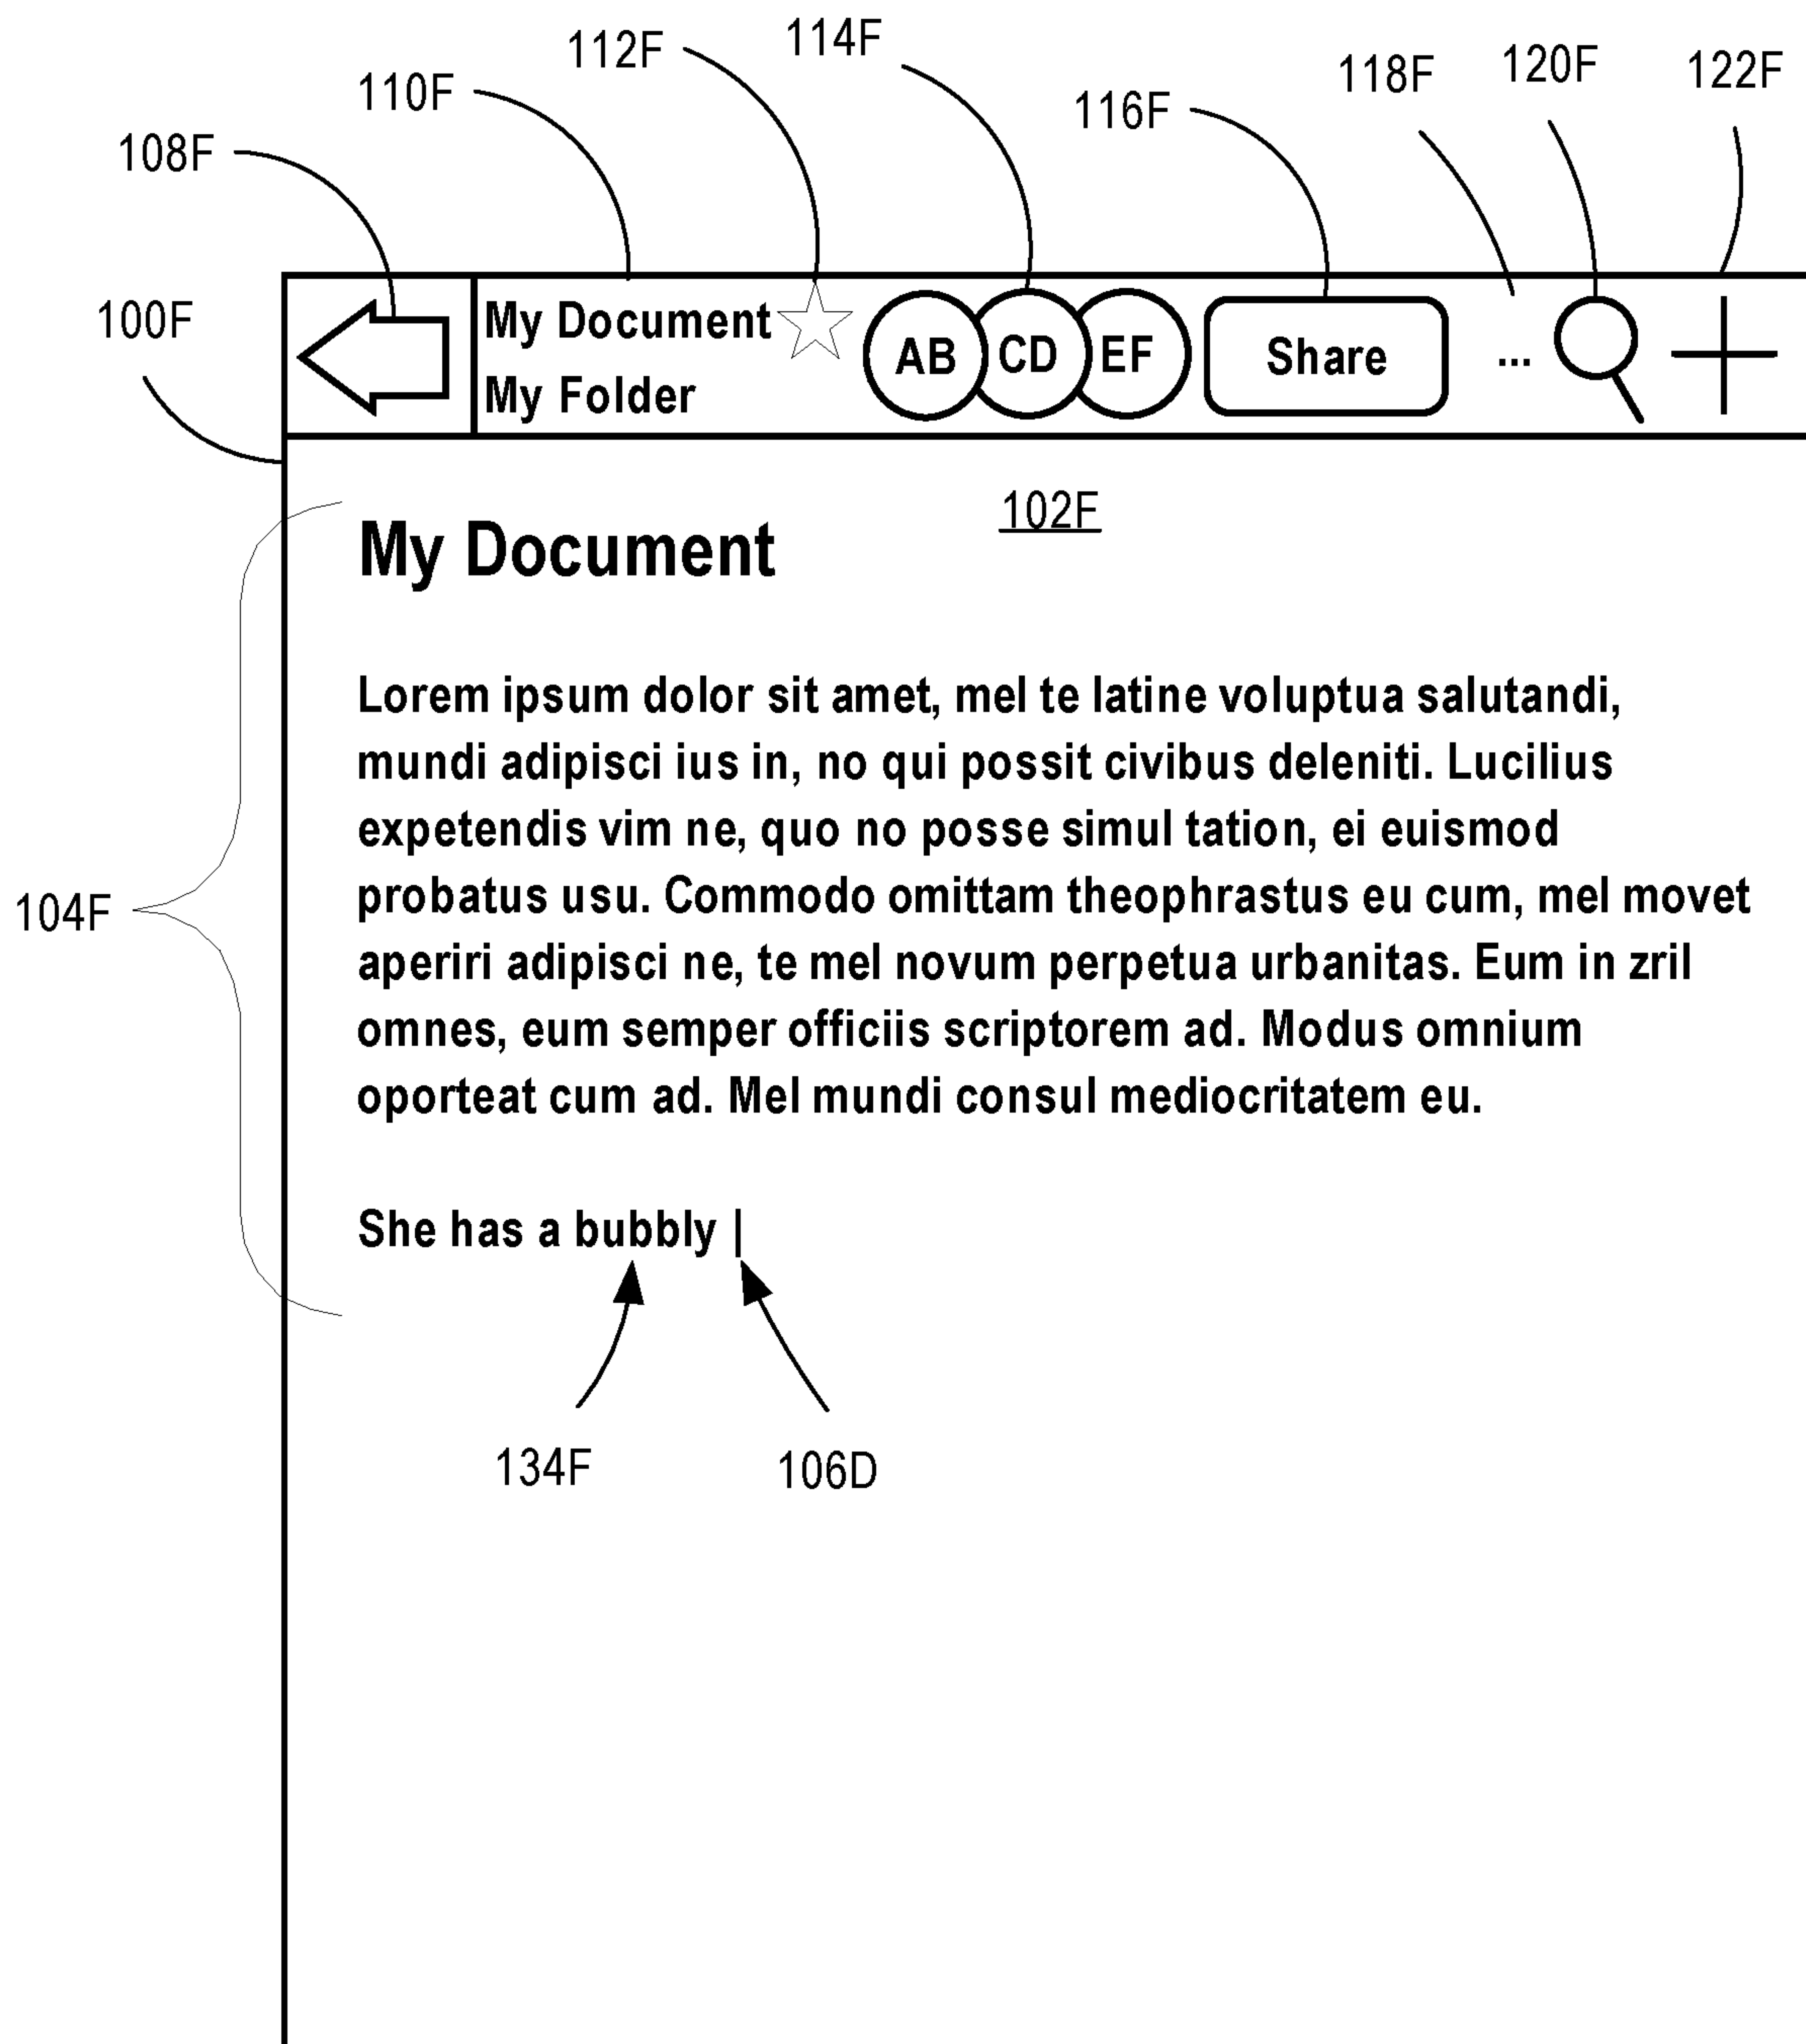 112F
114F
110F
116F
118F
120F
122F
108F
100F
My Document
My Folder
AB
CD
EF
Share
...
102F
My Document
Lorem ipsum dolor sit amet, mel te latine voluptua salutandi,
mundi adipisci ius in, no qui possit civibus deleniti. Lucilius
expetendis vim ne, quo no posse simul tation, ei euismod
probatus usu. Commodo omittam theophrastus eu cum, mel movet
aperiri adipisci ne, te mel novum perpetua urbanitas. Eum in zril
omnes, eum semper officiis scriptorem ad. Modus omnium
oporteat cum ad. Mel mundi consul mediocritatem eu.
104F
She has a bubbly |
134F
106D